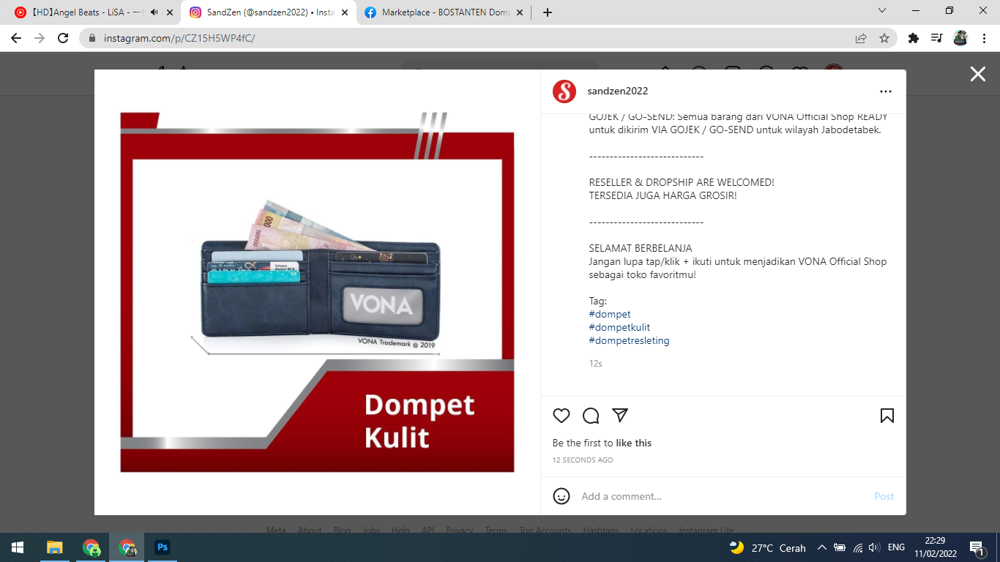 【HD】Angel Beats - LiSA - 一
SandZen (@sandzen2022) • Insta
Marketplace - BOSTANTEN Domp
instagram.com/p/CZ15H5WP4fC/
sandzen2022
GOJEK / GO-SEND: Semua barang dari VONA Official Shop READY
untuk dikirim VIA GOJEK / GO-SEND untuk wilayah Jabodetabek.
----------------------------
RESELLER & DROPSHIP ARE WELCOMED!
TERSEDIA JUGA HARGA GROSIR!
----------------------------
SELAMAT BERBELANJA
Jangan lupa tap/klik + ikuti untuk menjadikan VONA Official Shop
sebagai toko favoritmu!
Tag:
#dompet
#dompetkulit
#dompetresleting
12s
100000
VONA
VONA Trademark @ 2019
Dompet
Kulit
Be the first to like this
12 SECONDS AGO
Add a comment...
Post
Meta About Blog Jobs Help API Privacy Terms Top Accounts Hashtags Locations Instagram Lite
Ps
27°C Cerah
ENG
22:29
11/02/2022
1